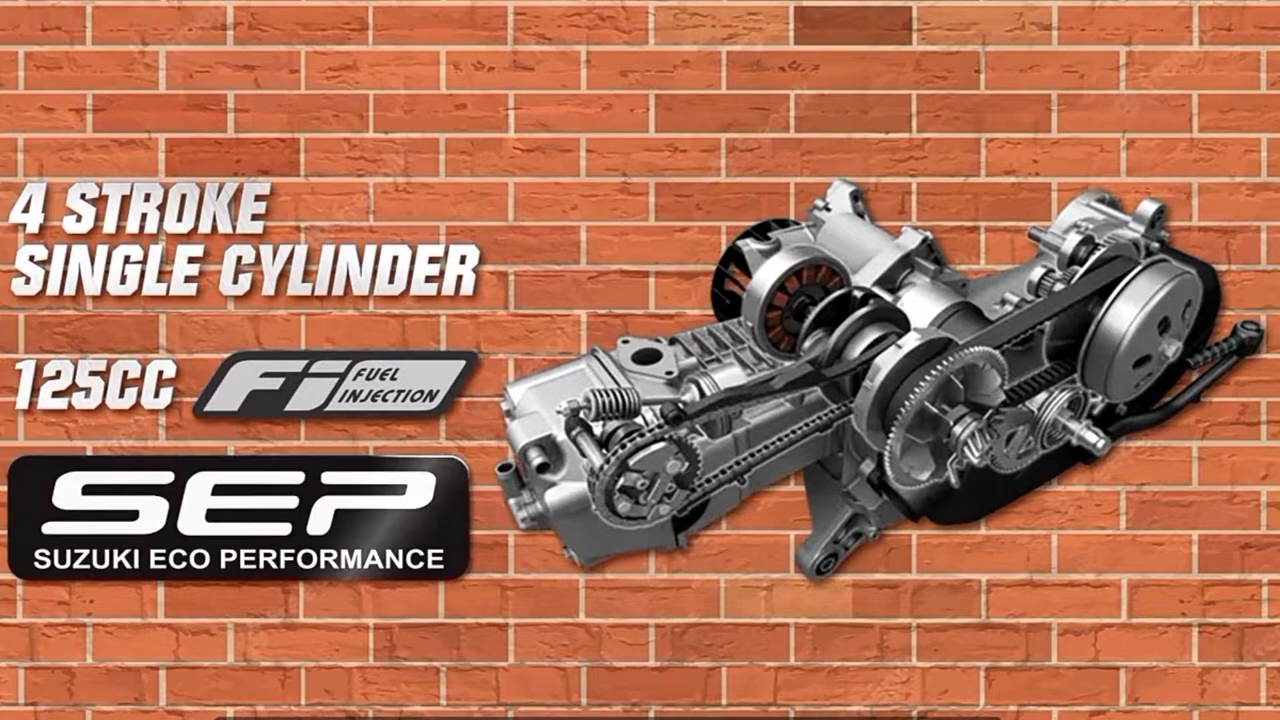 4 STROKE
SINGLE CYLINDER
125CC Fi FUEL
INJECTION
SEP
SUZUKI ECO PERFORMANCE